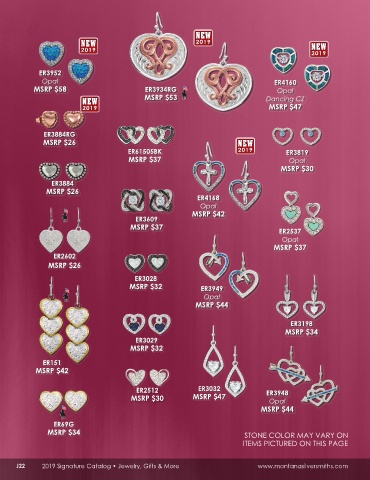 NEW
2019
NEW
2019
NEW
2019
ER3952
Opal
MSRP $58
ER3934RG
MSRP $53
ER4160
Opal
Dancing CZ
MSRP $47
NEW
2019
ER3884RG
MSRP $26
ER61505BK
MSRP $37
NEW
2019
ER3819
Opal
MSRP $30
ER3884
MSRP $26
ER4168
Opal
MSRP $42
ER3609
MSRP $37
ER2537
Opal
MSRP $37
ER2602
MSRP $26
ER3028
MSRP $32
ER3949
Opal
MSRP $44
ER3198
MSRP $34
ER3029
MSRP $32
ER151
MSRP $42
ER2512
MSRP $30
ER3032
MSRP $47
ER3948
Opal
MSRP $44
ER69G
MSRP $34
STONE COLOR MAY VARY ON
ITEMS PICTURED ON THIS PAGE
J22 2019 Signature Catalog • Jewelry, Gifts & More www.montanasilversmiths.com